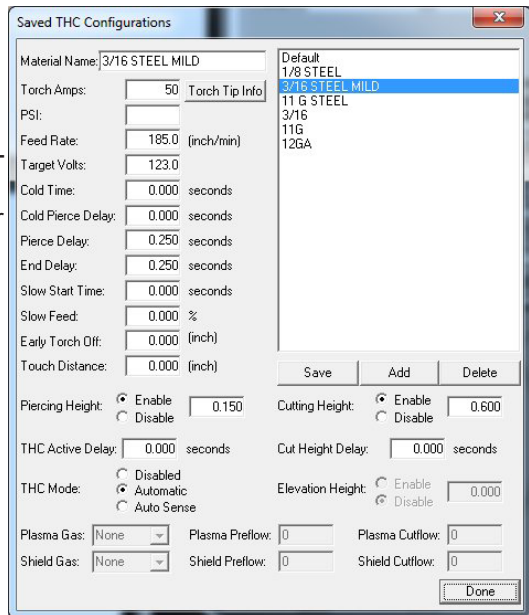 Saved THC Configurations
Material Name: 3/16 STEEL MILD
Torch Amps: 50 Torch Tip Info
PSI:
Feed Rate: 185.0 (inch/min)
Target Volts: 123.0
Cold Time: 0.000 seconds
Cold Pierce Delay: 0.000 seconds
Pierce Delay: 0.250 seconds
End Delay: 0.250 seconds
Slow Start Time: 0.000 seconds
Slow Feed: 0.000 %
Early Torch Off: 0.000 (inch)
Touch Distance: 0.000 (inch)
Default
1/8 STEEL
3/16 STEEL MILD
11 G STEEL
3/16
11G
12GA
Save Add Delete
Piercing Height: Enable Disable 0.150
Cutting Height: Enable Disable 0.600
THC Active Delay: 0.000 seconds
Cut Height Delay: 0.000 seconds
THC Mode: Disabled Automatic Auto Sense
Elevation Height: Enable Disable 0.000
Plasma Gas: None Plasma Preflow: 0 Plasma Cutflow: 0
Shield Gas: None Shield Preflow: 0 Shield Cutflow: 0
Done